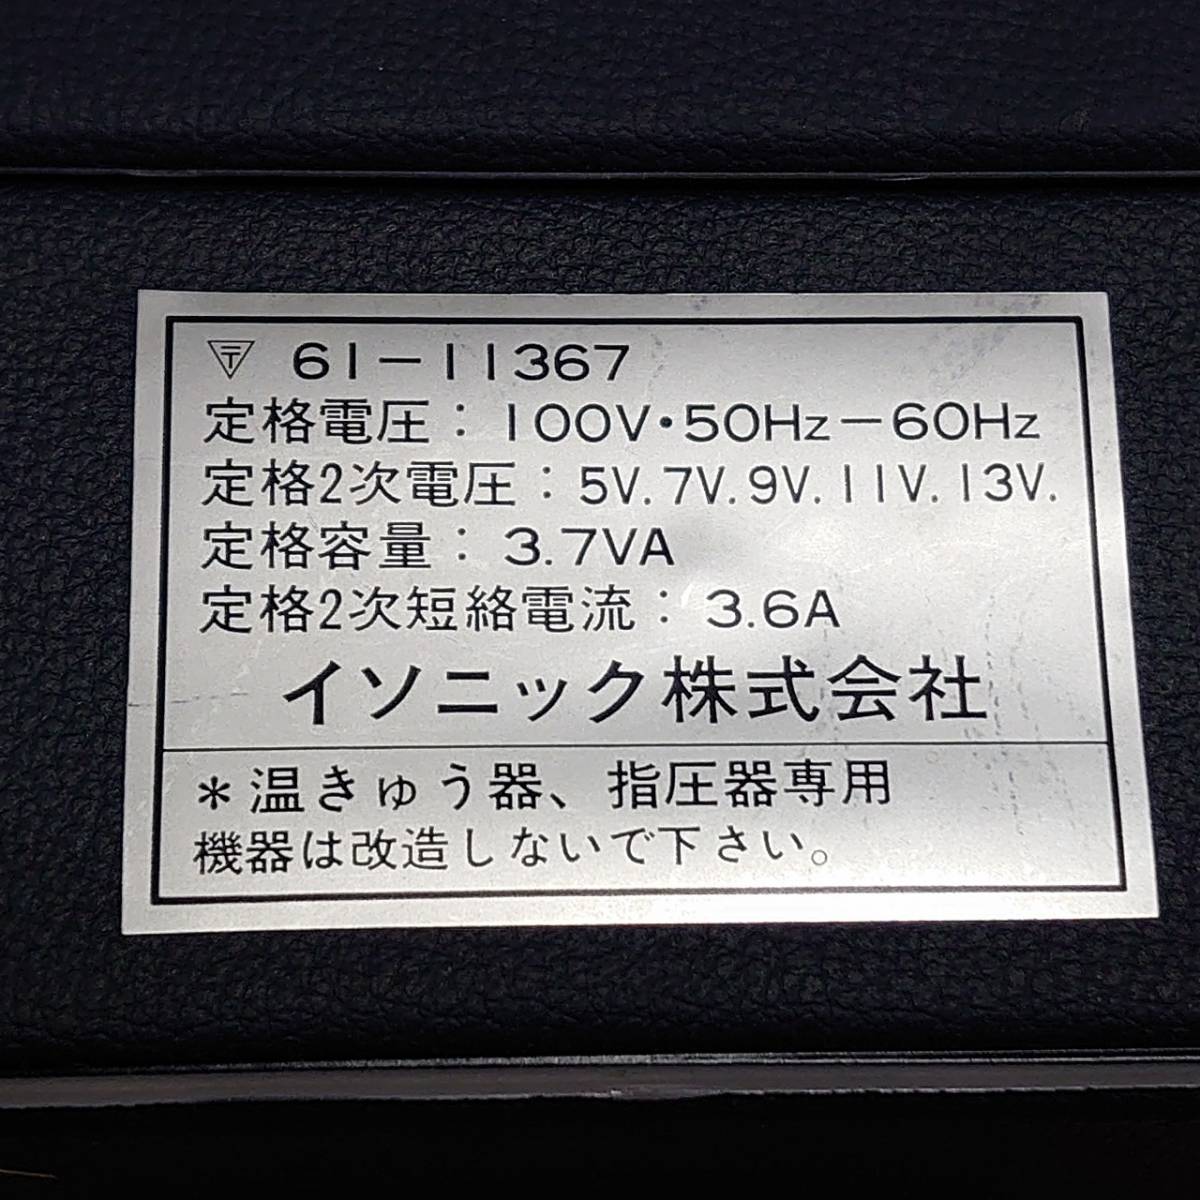 〒 61-11367
定格電圧：100V・50Hz－60Hz
定格2次電圧：5V.7V.9V.11V.13V.
定格容量：3.7VA
定格2次短絡電流：3.6A
イソニック株式会社
＊温きゅう器、指圧器専用
機器は改造しないで下さい。